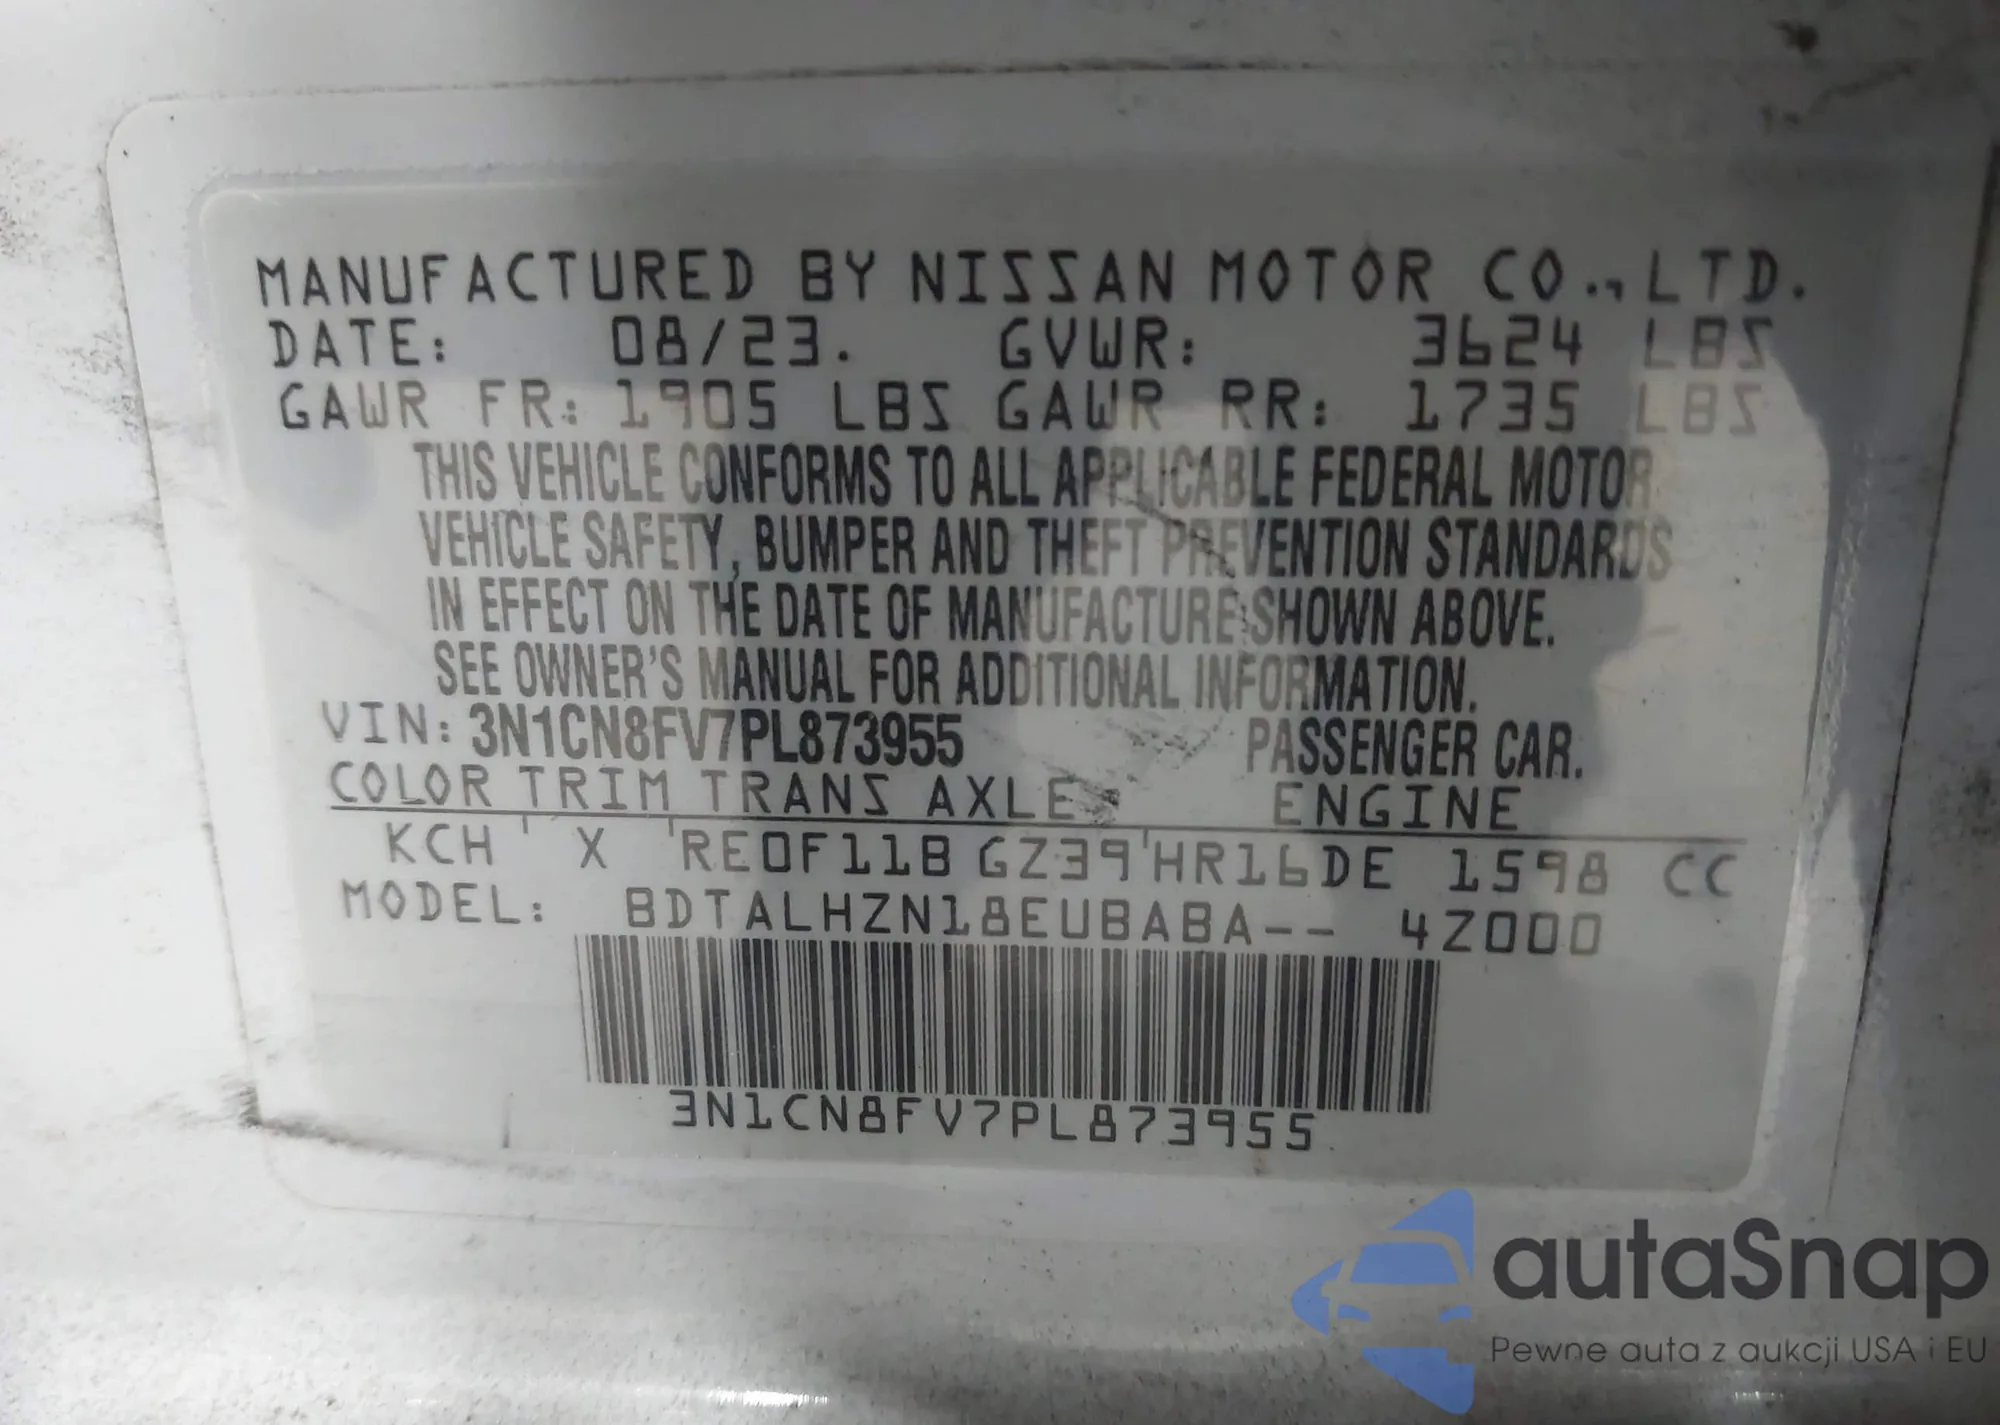 MANUFACTURED BY NISSAN MOTOR CO., LTD.
DATE: 08/23. GVWR: 3624 LBS
GAWR FR: 1905 LBS GAWR RR: 1735 LBS
THIS VEHICLE CONFORMS TO ALL APPLICABLE FEDERAL MOTOR
VEHICLE SAFETY, BUMPER AND THEFT PREVENTION STANDARDS
IN EFFECT ON THE DATE OF MANUFACTURE SHOWN ABOVE.
SEE OWNER'S MANUAL FOR ADDITIONAL INFORMATION.
VIN: 3N1CN8FV7PL873955 PASSENGER CAR.
COLOR TRIM TRANS AXLE ENGINE
KCH X RE0F11B GZ39 HR16DE 1598 CC
MODEL: BDTALHZN18EUBABA-- 4Z000
3N1CN8FV7PL873955
autaSnap
Pewne auta z aukcji USA i EU